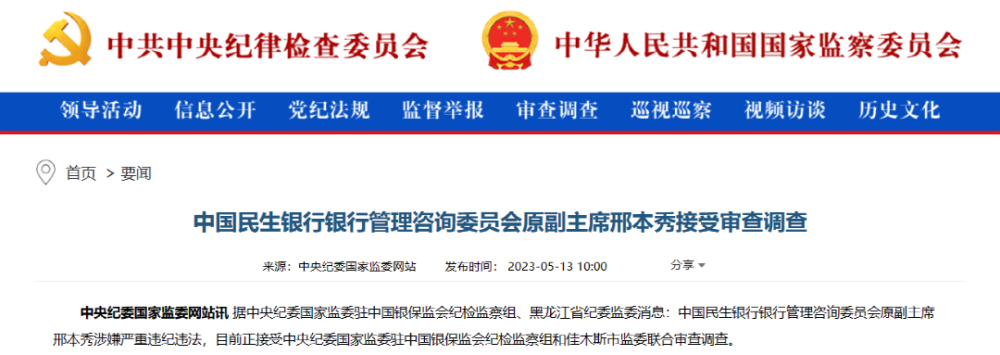 中共中央纪律检查委员会 中华人民共和国国家监察委员会
领导活动 信息公开 党纪法规 监督举报 审查调查 巡视巡察 视频访谈 历史文化
首页 > 要闻
中国民生银行银行管理咨询委员会原副主席邢本秀接受审查调查
来源：中央纪委国家监委网站 发布时间：2023-05-13 10:00 分享
中央纪委国家监委网站讯 据中央纪委国家监委驻中国银保监会纪检监察组、黑龙江省纪委监委消息：中国民生银行银行管理咨询委员会原副主席
邢本秀涉嫌严重违纪违法，目前正接受中央纪委国家监委驻中国银保监会纪检监察组和佳木斯市监委联合审查调查。